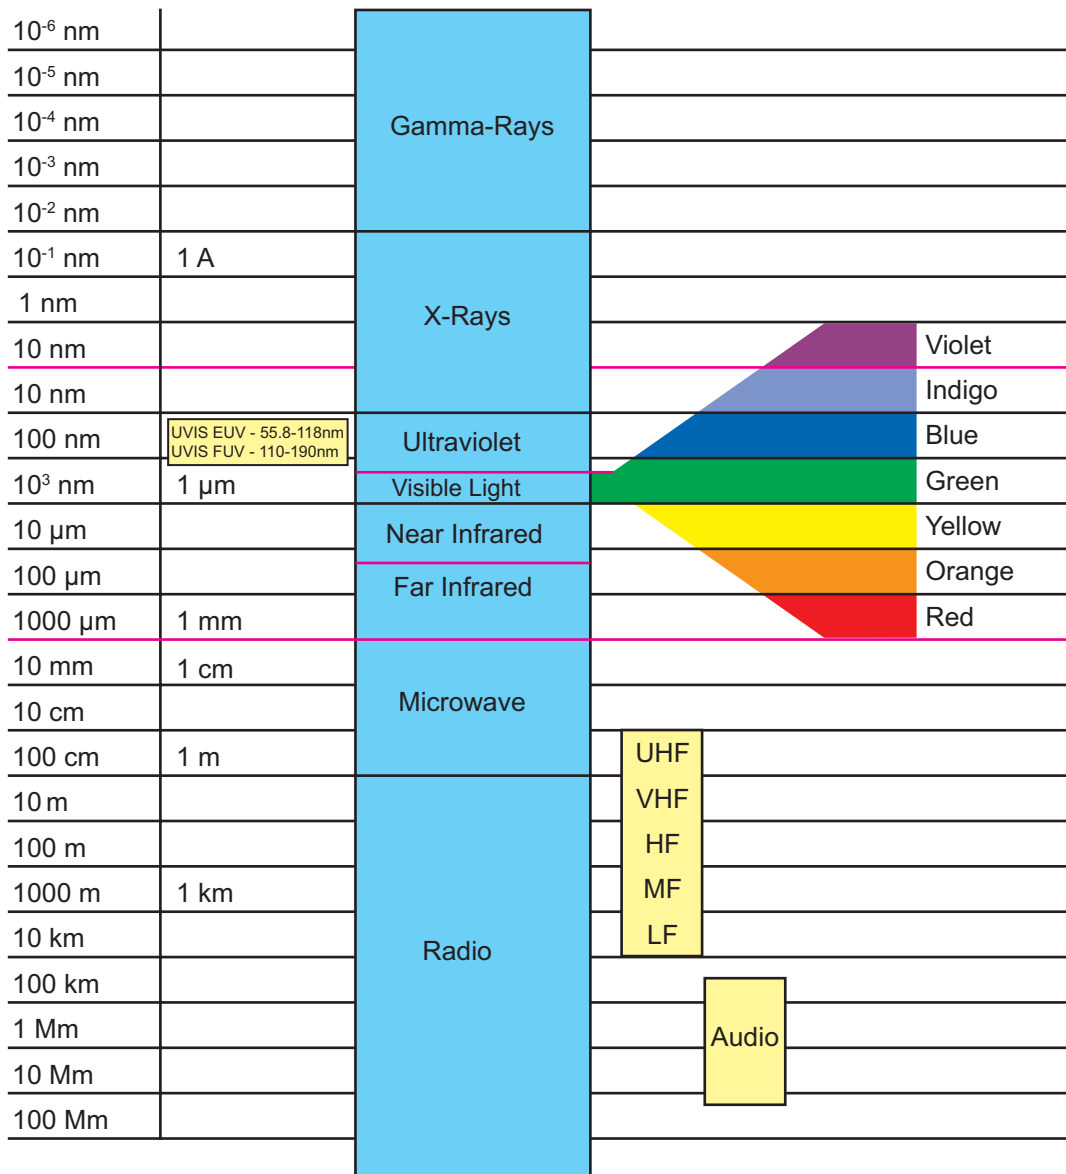 10⁻⁶ nm
10⁻⁵ nm
10⁻⁴ nm
Gamma-Rays
10⁻³ nm
10⁻² nm
10⁻¹ nm 1 A
1 nm
X-Rays
10 nm Violet
10 nm Indigo
UVIS EUV - 55.8-118nm
UVIS FUV - 110-190nm
100 nm Ultraviolet Blue
10³ nm 1 µm Visible Light Green
10 µm Near Infrared Yellow
100 µm Far Infrared Orange
1000 µm 1 mm Red
10 mm 1 cm
Microwave
10 cm
100 cm 1 m UHF
10 m VHF
100 m HF
1000 m 1 km MF
10 km LF
Radio
100 km
1 Mm Audio
10 Mm
100 Mm